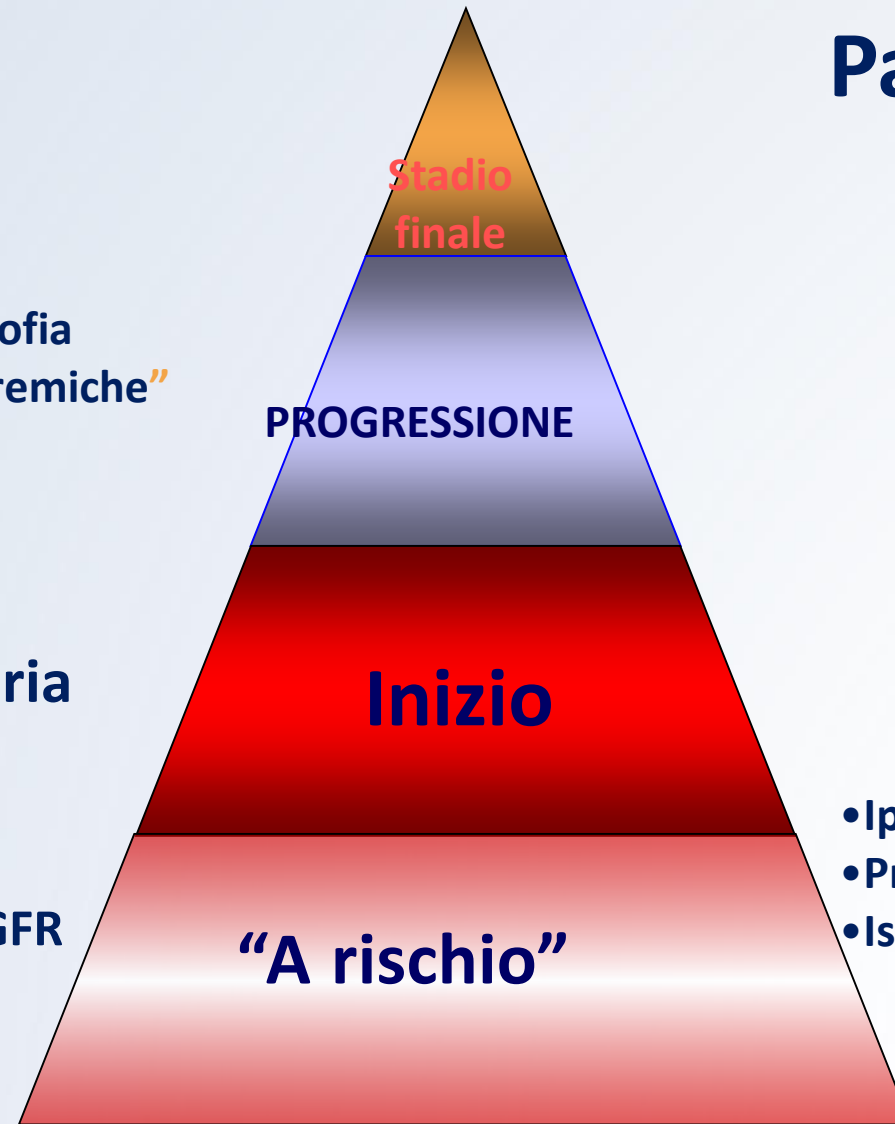 Pa
Stadio
finale
ofia
remiche”
PROGRESSIONE
ria
Inizio
•Ip
•Pr
•Is
GFR
“A rischio”